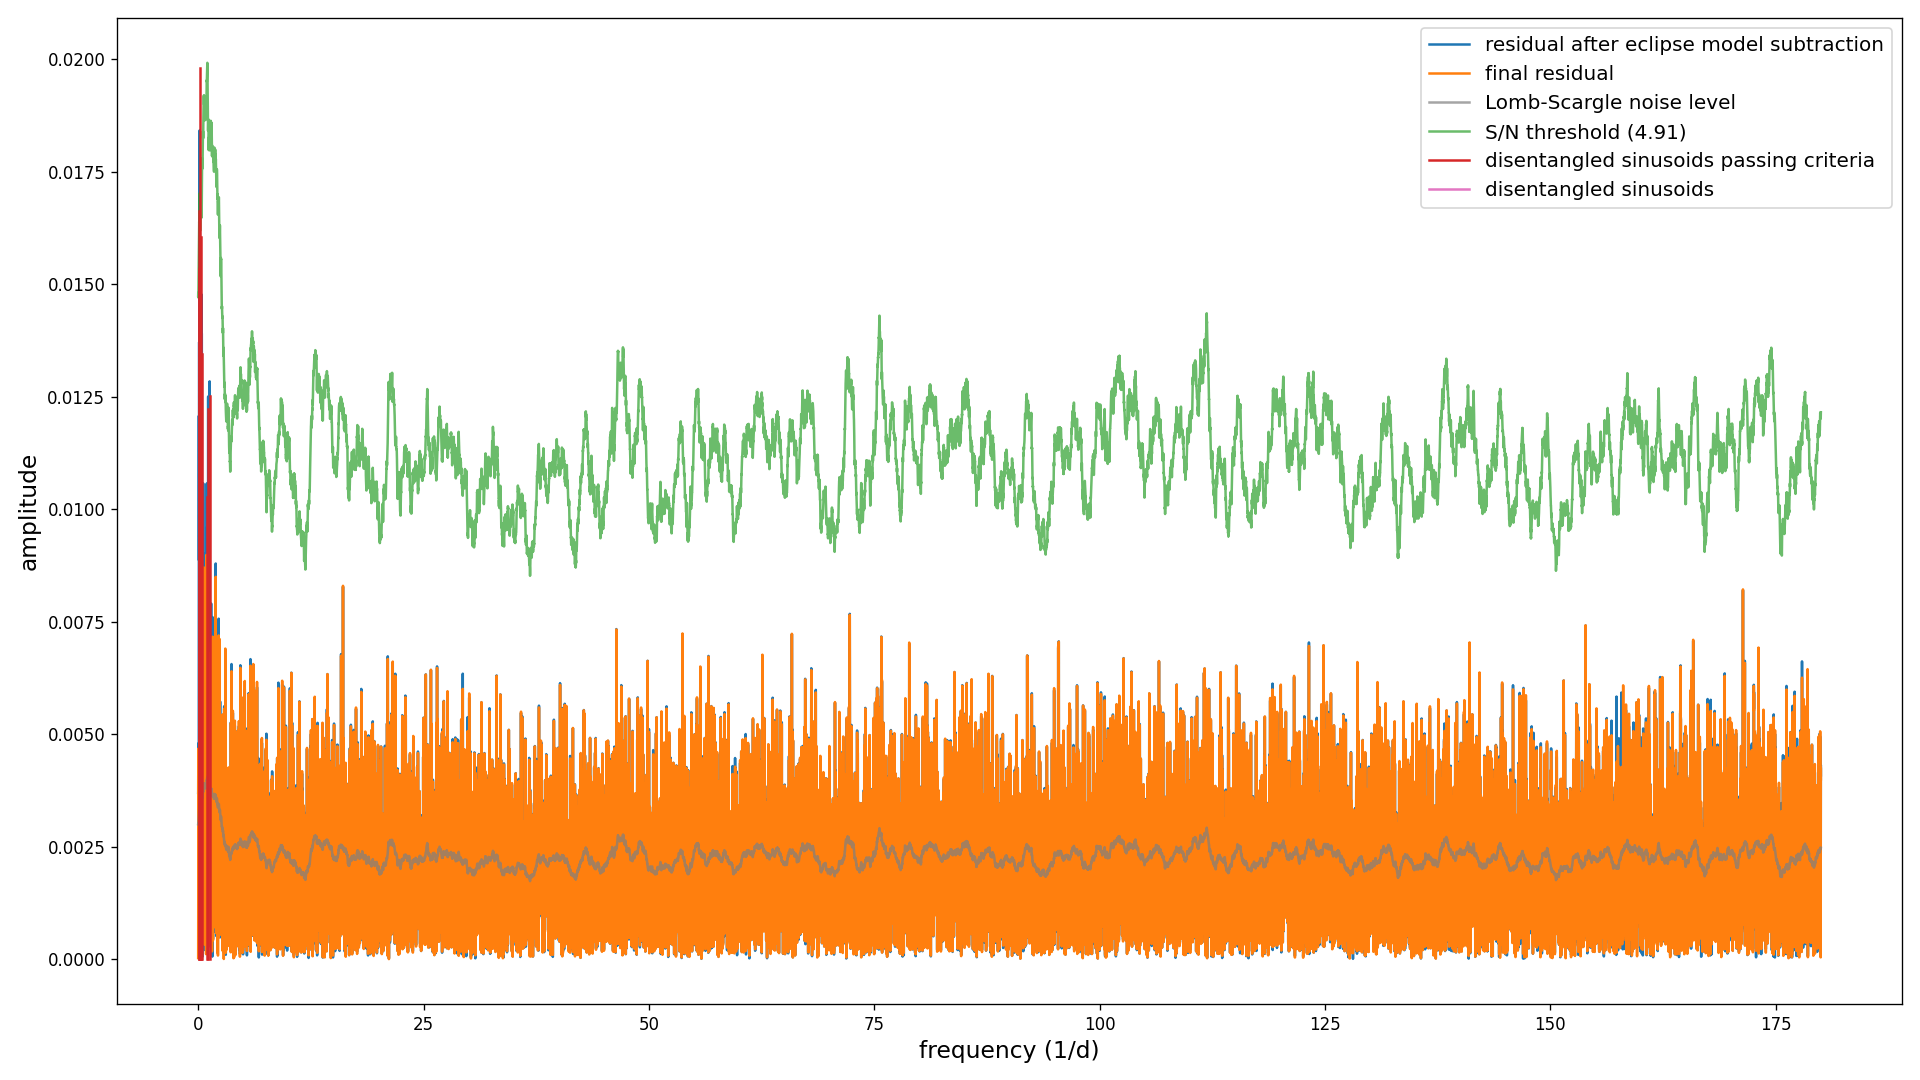 residual after eclipse model subtraction
final residual
Lomb-Scargle noise level
S/N threshold (4.91)
disentangled sinusoids passing criteria
disentangled sinusoids
0.0200
0.0175
0.0150
0.0125
0.0100
0.0075
0.0050
0.0025
0.0000
amplitude
0 25 50 75 100 125 150 175
frequency (1/d)